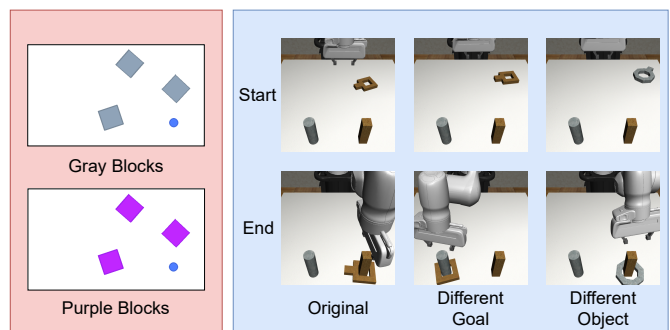 Gray Blocks
Purple Blocks
Start
End
Original
Different
Goal
Different
Object